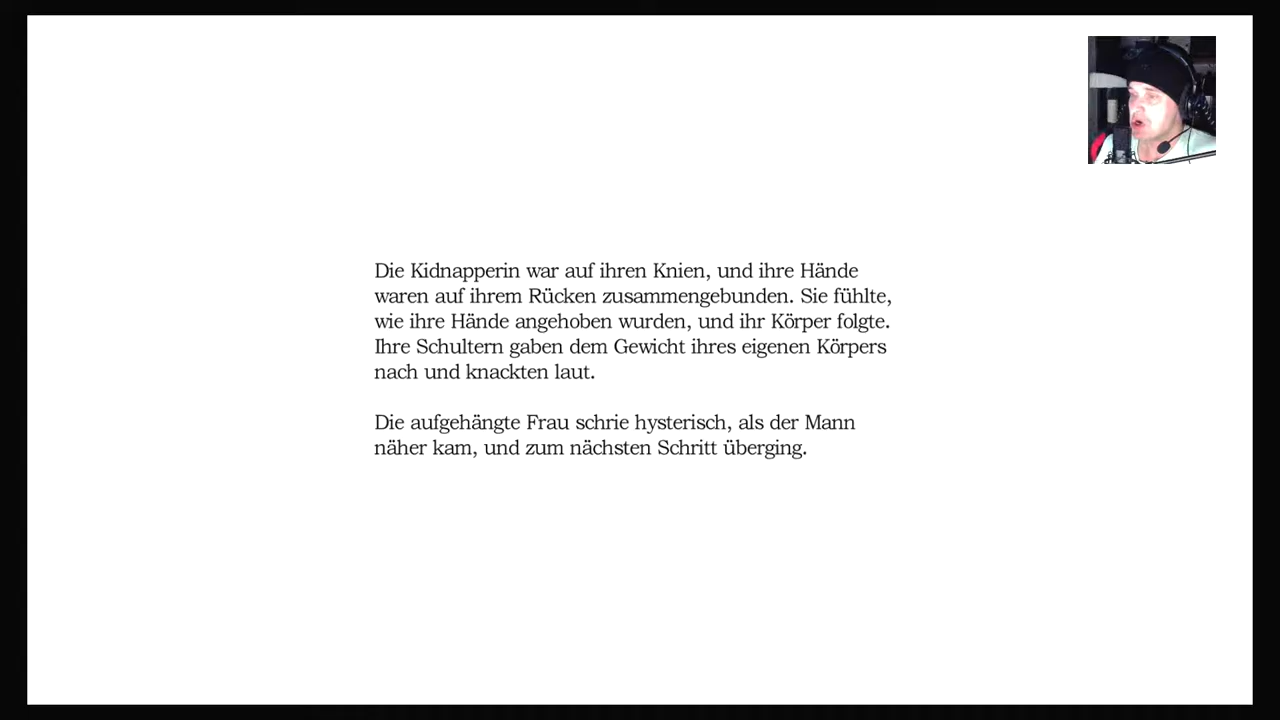 Die Kidnapperin war auf ihren Knien, und ihre Hände
waren auf ihrem Rücken zusammengebunden. Sie fühlte,
wie ihre Hände angehoben wurden, und ihr Körper folgte.
Ihre Schultern gaben dem Gewicht ihres eigenen Körpers
nach und knackten laut.
Die aufgehängte Frau schrie hysterisch, als der Mann
näher kam, und zum nächsten Schritt überging.